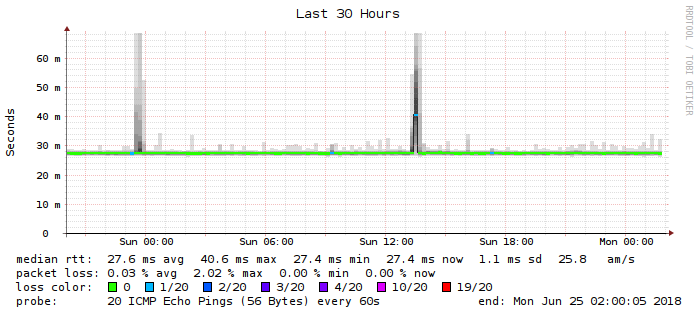 Last 30 Hours
RRDTOOL / TOBI OETIKER
Seconds
60 m
50 m
40 m
30 m
20 m
10 m
0
Sun 00:00 Sun 06:00 Sun 12:00 Sun 18:00 Mon 00:00
median rtt: 27.6 ms avg 40.6 ms max 27.4 ms min 27.4 ms now 1.1 ms sd 25.8 am/s
packet loss: 0.03 % avg 2.02 % max 0.00 % min 0.00 % now
loss color: 0 1/20 2/20 3/20 4/20 10/20 19/20
probe: 20 ICMP Echo Pings (56 Bytes) every 60s end: Mon Jun 25 02:00:05 2018